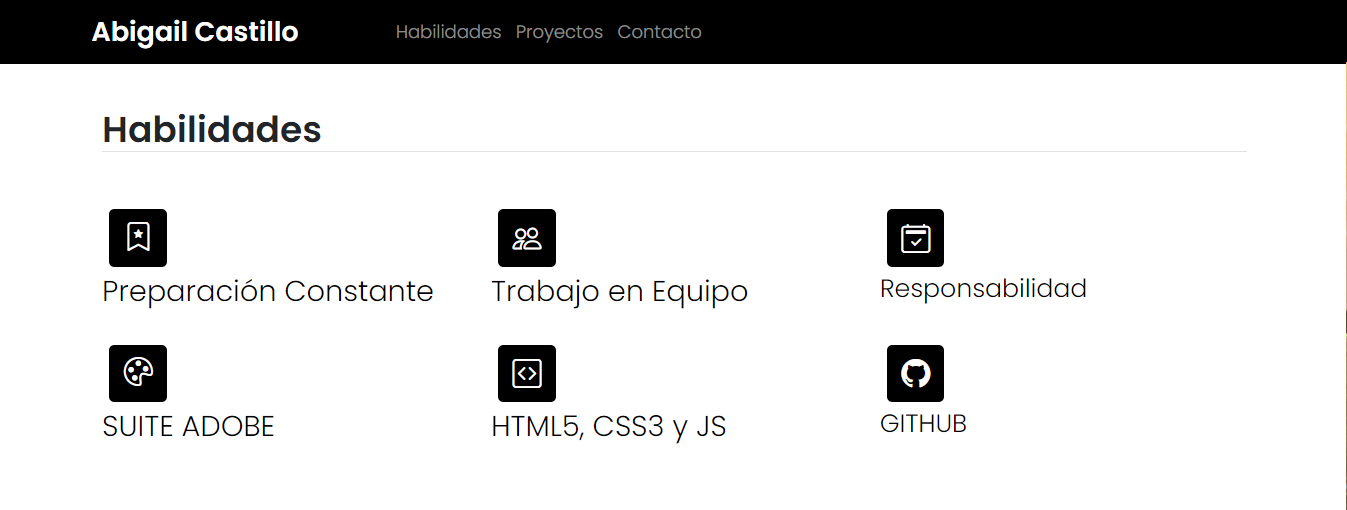 Abigail Castillo
Habilidades Proyectos Contacto
Habilidades
Preparación Constante
Trabajo en Equipo
Responsabilidad
SUITE ADOBE
HTML5, CSS3 y JS
GITHUB